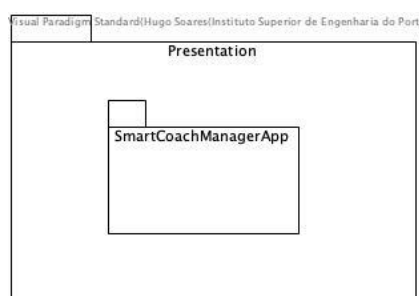 Visual Paradigm Standard(Hugo Soares(Instituto Superior de Engenharia do Port
Presentation
SmartCoachManagerApp